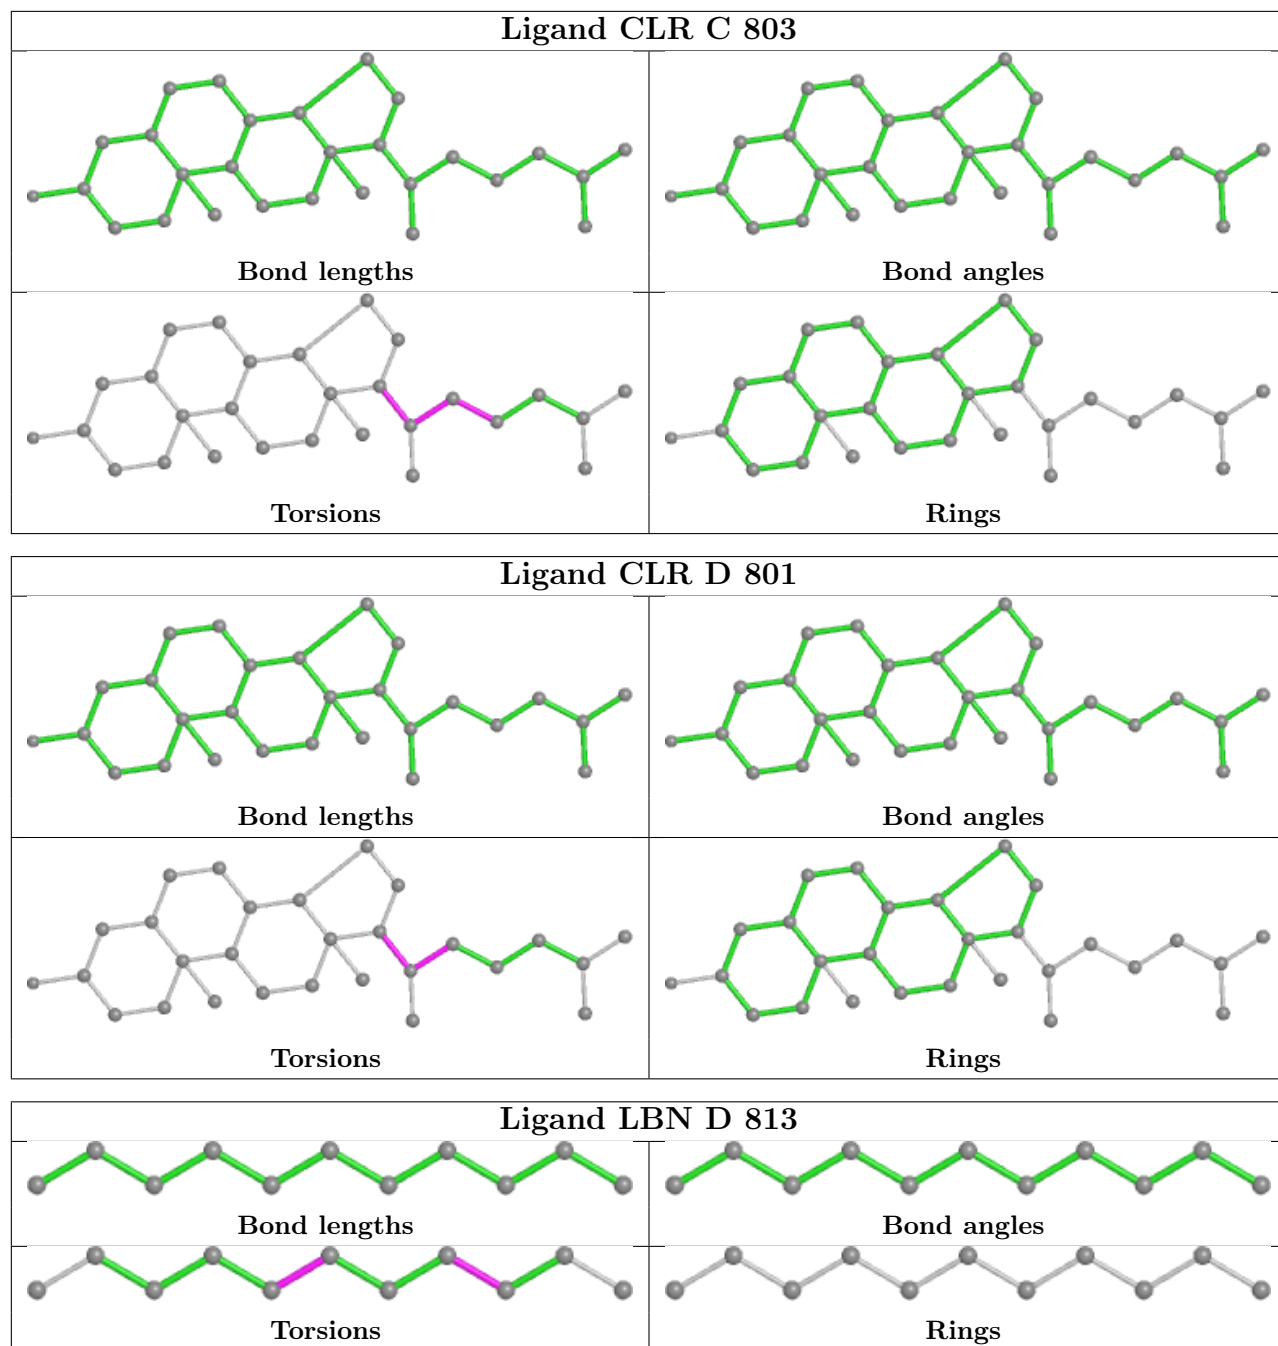 Ligand CLR C 803
Bond lengths
Bond angles
Torsions
Rings
Ligand CLR D 801
Bond lengths
Bond angles
Torsions
Rings
Ligand LBN D 813
Bond lengths
Bond angles
Torsions
Rings